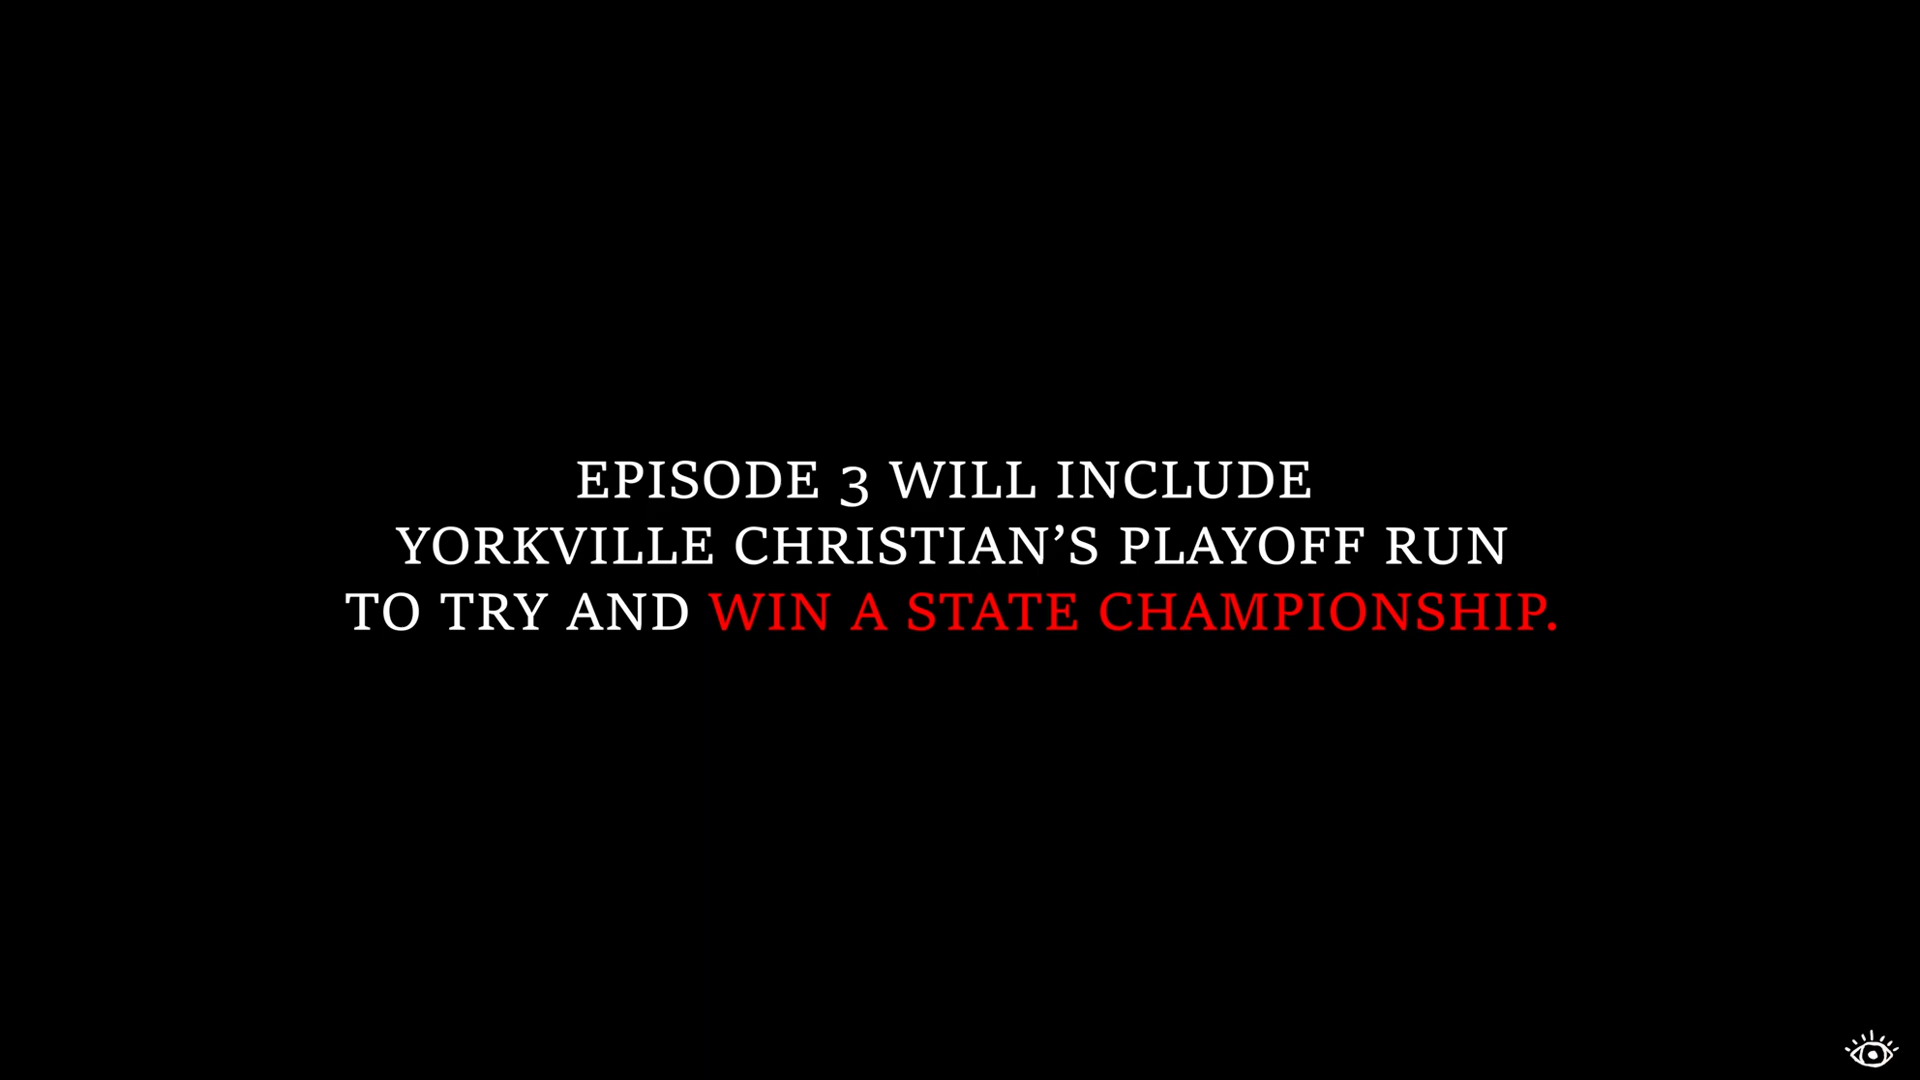 EPISODE 3 WILL INCLUDE
YORKVILLE CHRISTIAN’S PLAYOFF RUN
TO TRY AND WIN A STATE CHAMPIONSHIP.